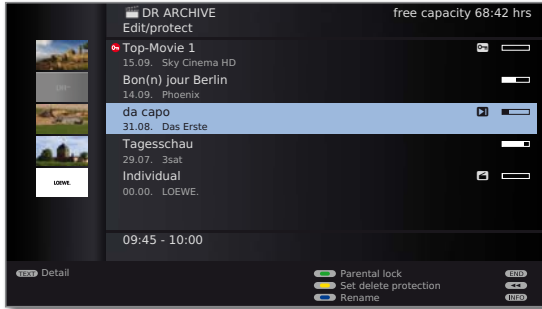 DR ARCHIVE free capacity 68:42 hrs
Edit/protect
Top-Movie 1
15.09. Sky Cinema HD
Bon(n) jour Berlin
14.09. Phoenix
da capo
31.08. Das Erste
Tagesschau
29.07. 3sat
Individual
00.00. LOEWE.
LOEWE.
09:45 - 10:00
TEXT Detail
Parental lock END
Set delete protection
Rename INFO